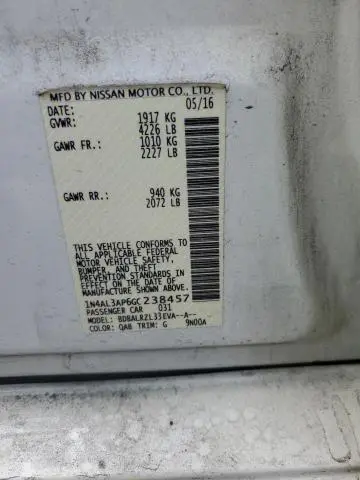 MFD BY NISSAN MOTOR CO., LTD.
DATE: 05/16
GVWR: 1917 KG
4226 LB
GAWR FR.: 1010 KG
2227 LB
GAWR RR.: 940 KG
2072 LB
THIS VEHICLE CONFORMS
TO ALL APPLICABLE FEDERAL
MOTOR VEHICLE SAFETY,
BUMPER, AND THEFT
PREVENTION STANDARDS IN
EFFECT ON THE DATE OF
MANUFACTURE SHOWN ABOVE.
1N4AL3AP6GC238457
PASSENGER CAR 031
MODEL: BDBALRZL33EVA--A--
COLOR: QAB TRIM: G 9N00A